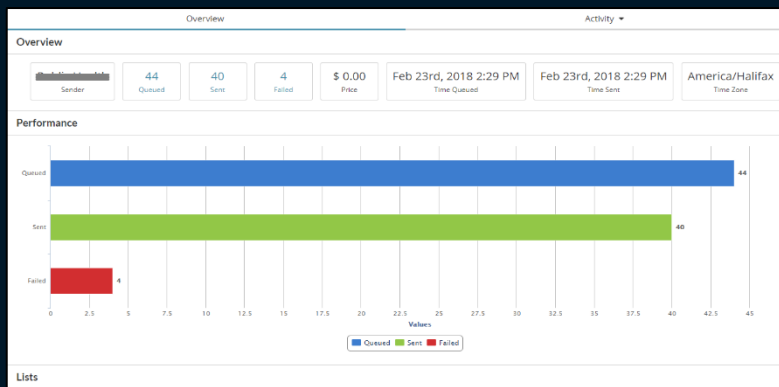 Overview Activity
Overview
44 40 4 $ 0.00 Feb 23rd, 2018 2:29 PM Feb 23rd, 2018 2:29 PM America/Halifax
Sender Queued Sent Failed Price Time Queued Time Sent Time Zone
Performance
Queued 44
Sent 40
Failed 4
0 2.5 5 7.5 10 12.5 15 17.5 20 22.5 25 27.5 30 32.5 35 37.5 40 42.5 45
Values
Queued Sent Failed
Lists